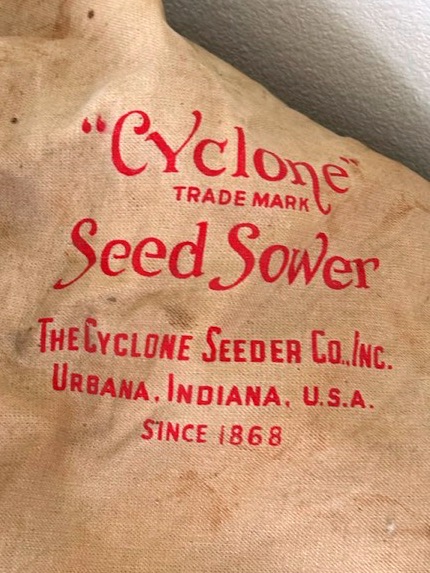 "Cyclone"
TRADE MARK
Seed Sower
THE CYCLONE SEEDER CO., INC.
URBANA, INDIANA, U.S.A.
SINCE 1868